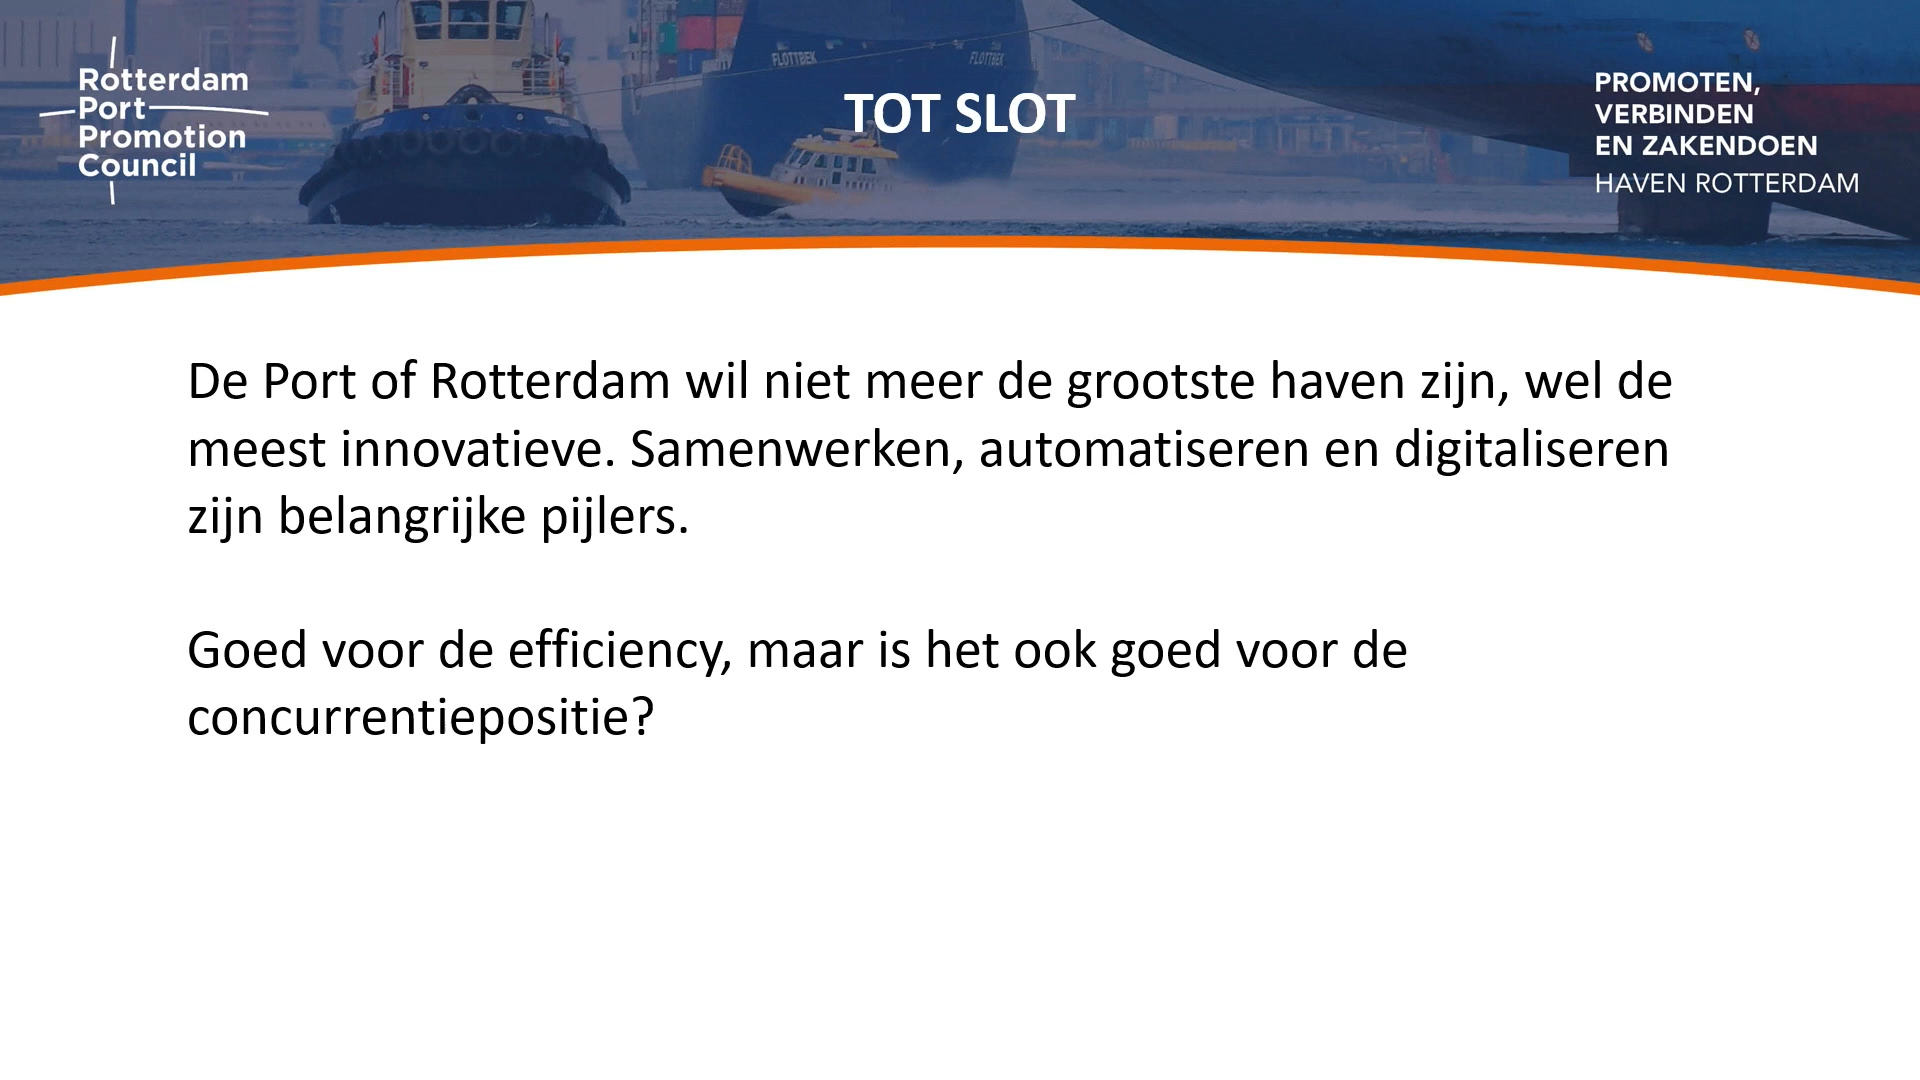 Rotterdam
Port
Promotion
Council
FLOTTBEK
FLOTTBEK
TOT SLOT
PROMOTEN,
VERBINDEN
EN ZAKENDOEN
HAVEN ROTTERDAM
De Port of Rotterdam wil niet meer de grootste haven zijn, wel de
meest innovatieve. Samenwerken, automatiseren en digitaliseren
zijn belangrijke pijlers.
Goed voor de efficiency, maar is het ook goed voor de
concurrentiepositie?